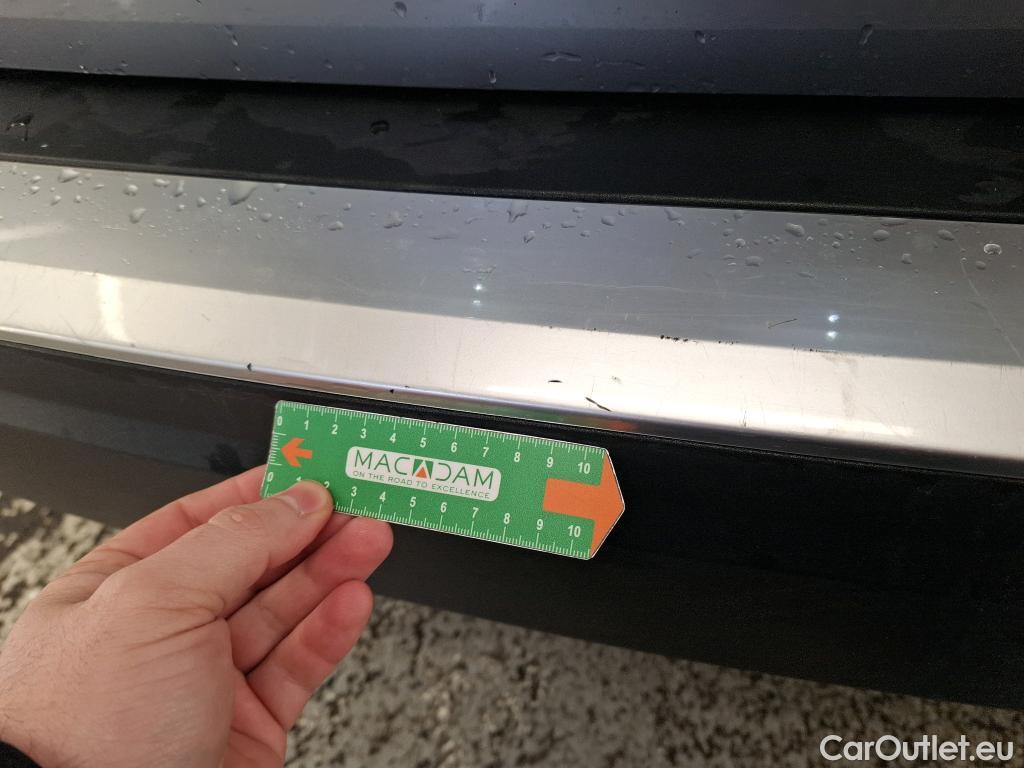 0 1 2 3 4 5 6 7 8 9 10
MACADAM
ON THE ROAD TO EXCELLENCE
0 1 2 3 4 5 6 7 8 9 10
CarOutlet.eu